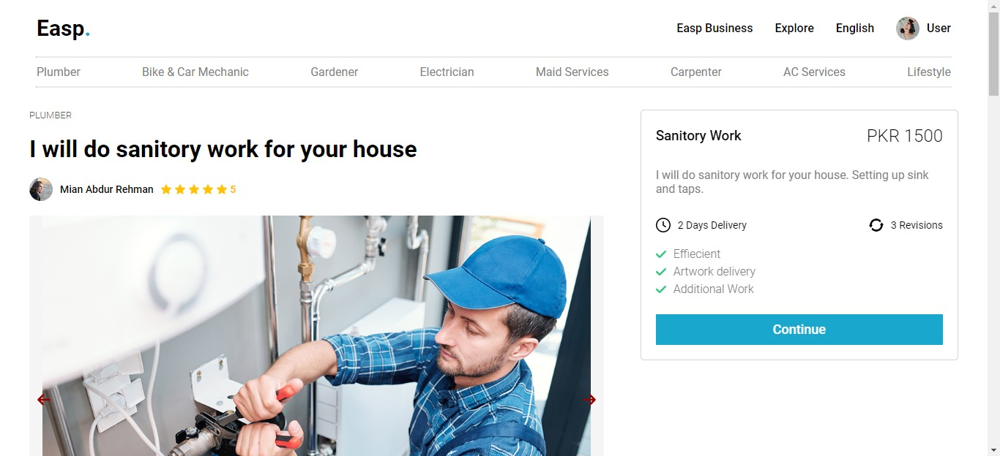 Easp.
Easp Business
Explore
English
User
Plumber
Bike & Car Mechanic
Gardener
Electrician
Maid Services
Carpenter
AC Services
Lifestyle
PLUMBER
I will do sanitory work for your house
Mian Abdur Rehman
5
Sanitory Work
PKR 1500
I will do sanitory work for your house. Setting up sink
and taps.
2 Days Delivery
3 Revisions
Effiecient
Artwork delivery
Additional Work
Continue